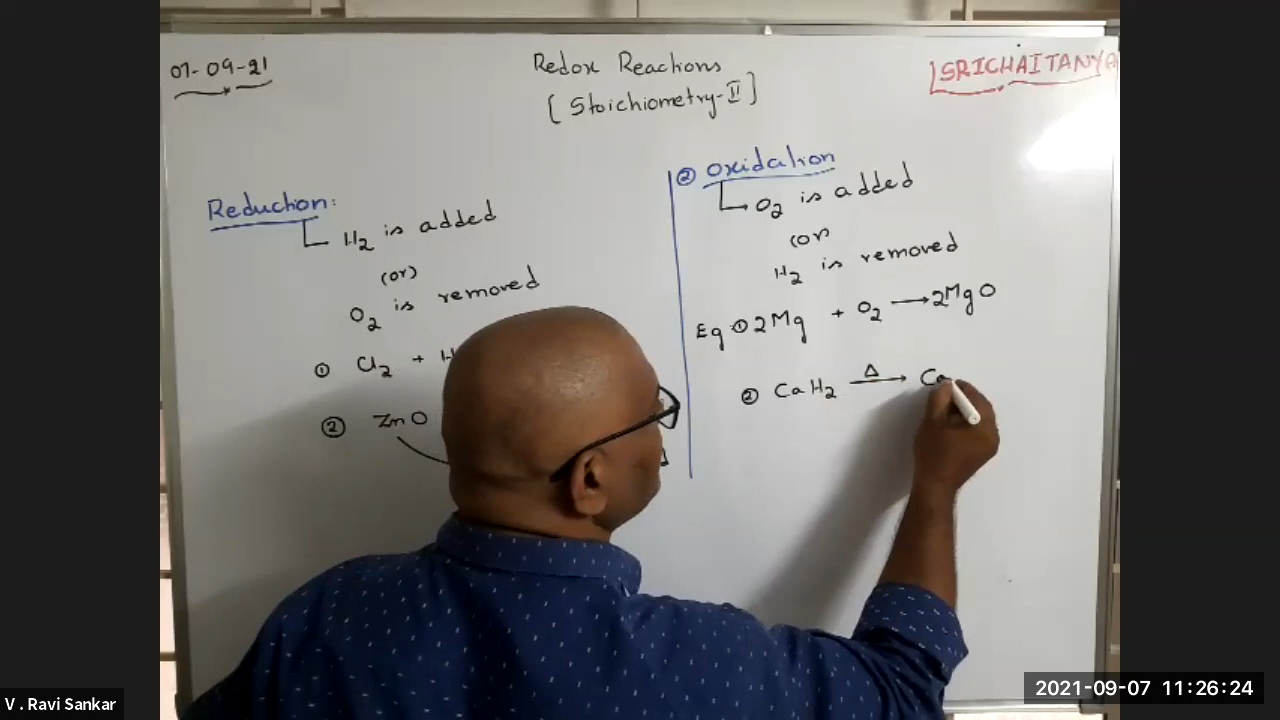 07-09-21
Redox Reactions
[Stoichiometry-II]
SRICHAITANYA
Reduction:
H2 is added
(or)
O2 is removed
① Cl2 + H
② ZnO
Δ
② Oxidation
O2 is added
(or)
H2 is removed
Eg ① 2Mg + O2 → 2MgO
② CaH2 Δ→ Ca
V . Ravi Sankar
2021-09-07 11:26:24